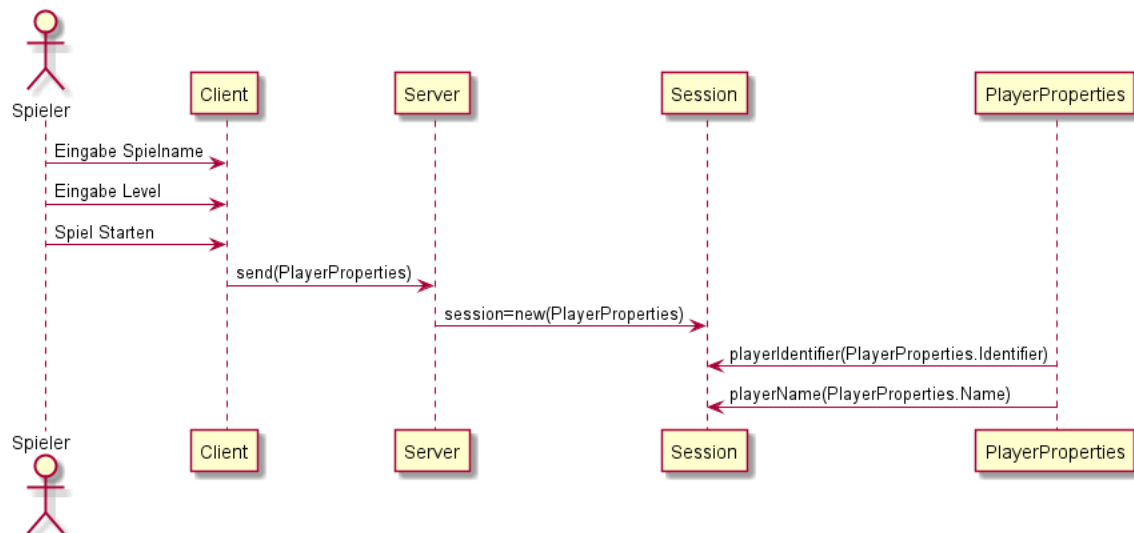 Spieler
Client
Server
Session
PlayerProperties
Eingabe Spielname
Eingabe Level
Spiel Starten
send(PlayerProperties)
session=new(PlayerProperties)
playerIdentifier(PlayerProperties.Identifier)
playerName(PlayerProperties.Name)
Spieler
Client
Server
Session
PlayerProperties